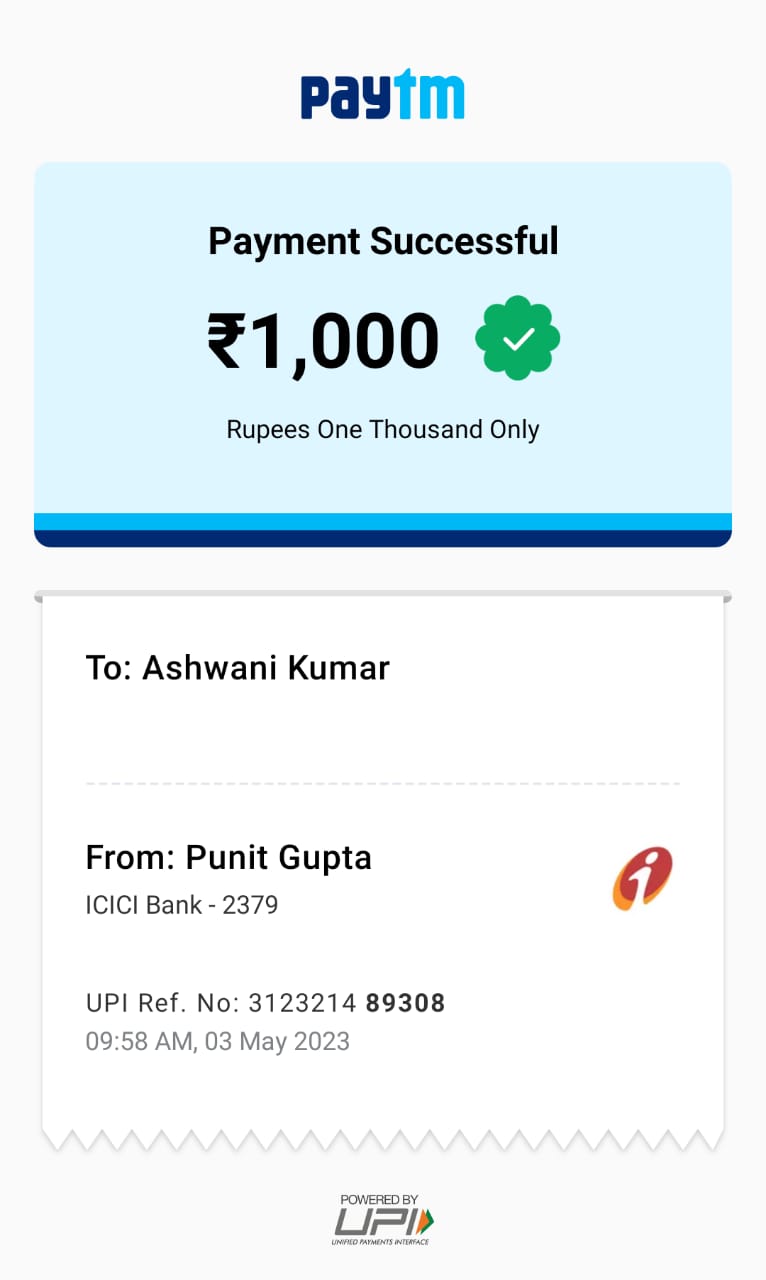 paytm
Payment Successful
₹1,000
Rupees One Thousand Only
To: Ashwani Kumar
From: Punit Gupta
ICICI Bank - 2379
UPI Ref. No: 3123214 89308
09:58 AM, 03 May 2023
POWERED BY
UPI
UNIFIED PAYMENTS INTERFACE